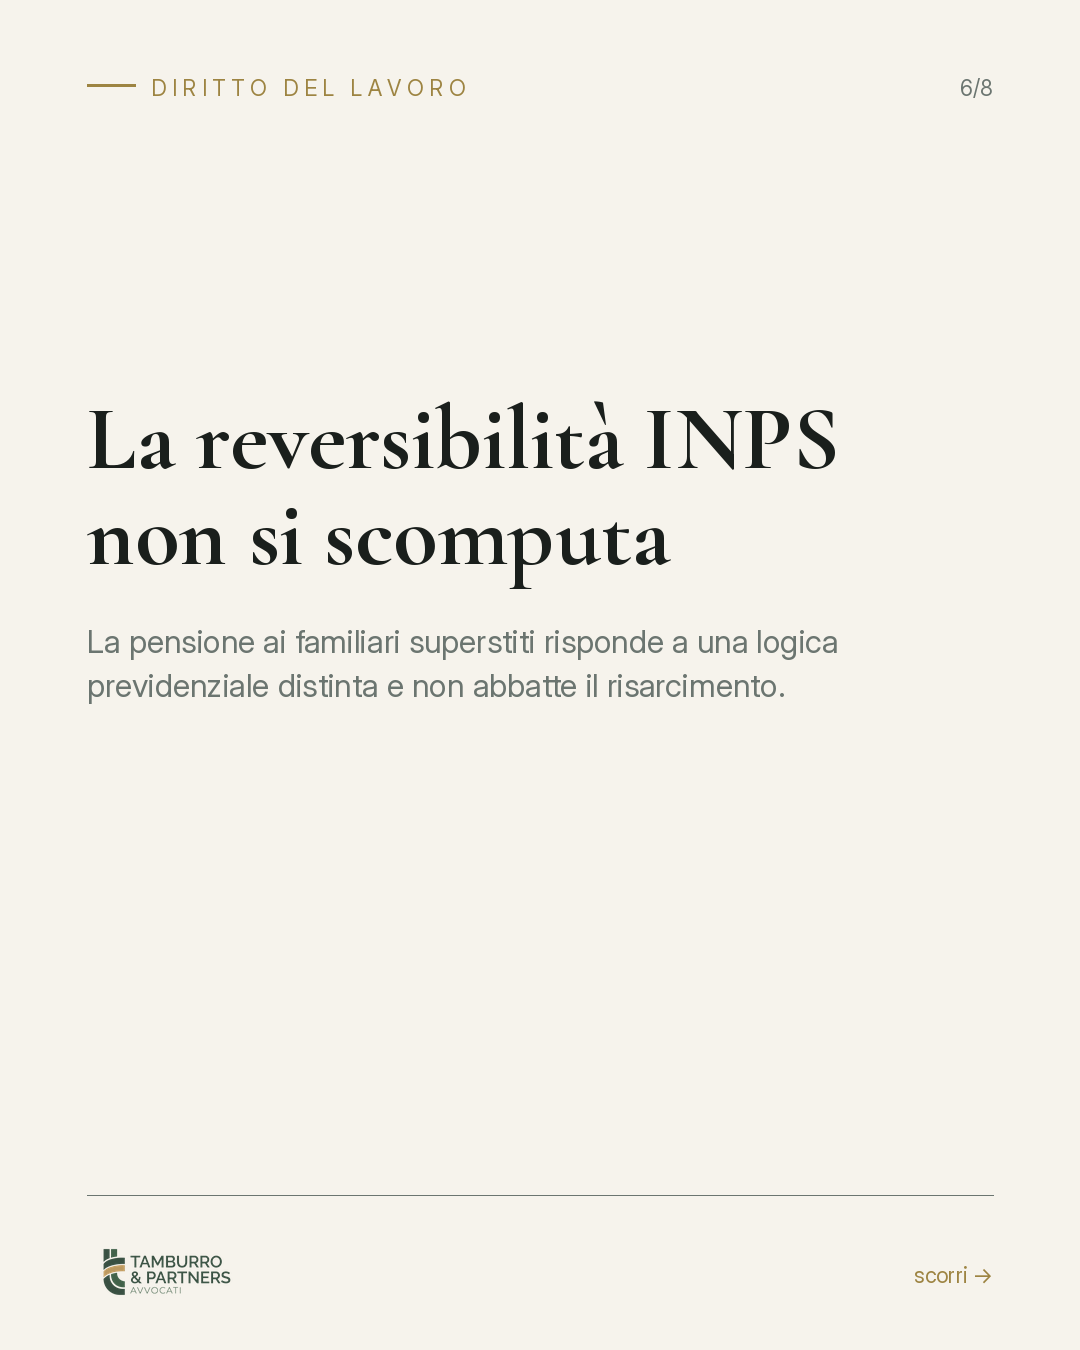 DIRITTO DEL LAVORO
6/8
La reversibilità INPS
non si scomputa
La pensione ai familiari superstiti risponde a una logica
previdenziale distinta e non abbatte il risarcimento.
TAMBURRO
& PARTNERS
AVVOCATI
scorri →